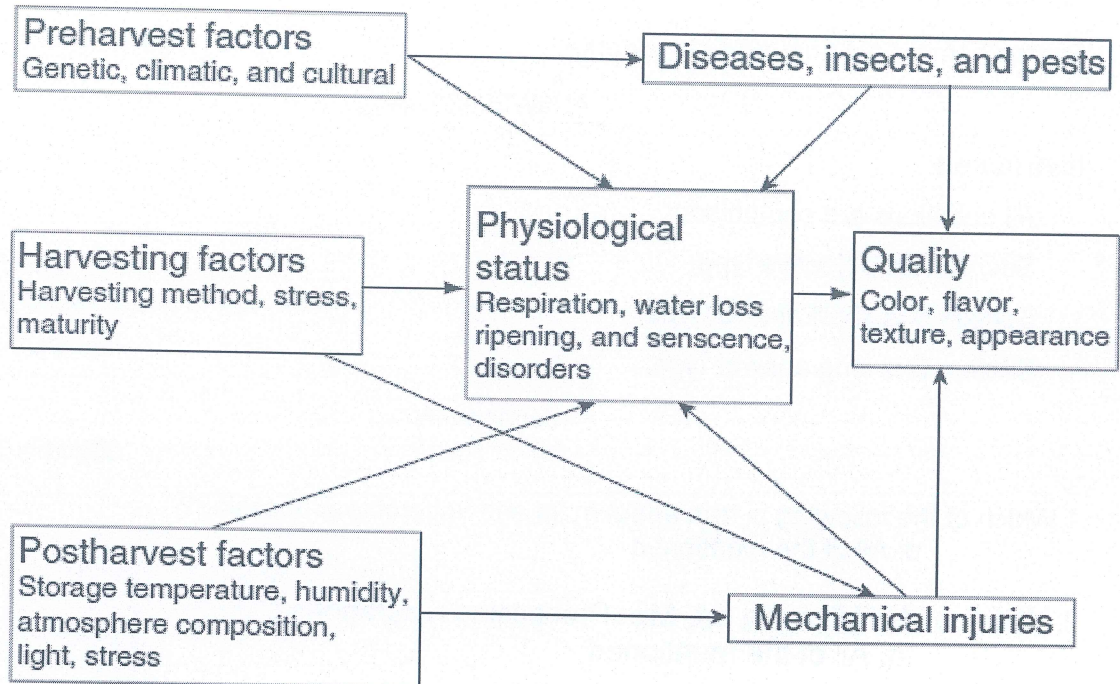 Preharvest factors
Genetic, climatic, and cultural
Diseases, insects, and pests
Physiological
status
Respiration, water loss
ripening, and senscence,
disorders
Harvesting factors
Harvesting method, stress,
maturity
Quality
Color, flavor,
texture, appearance
Postharvest factors
Storage temperature, humidity,
atmosphere composition,
light, stress
Mechanical injuries